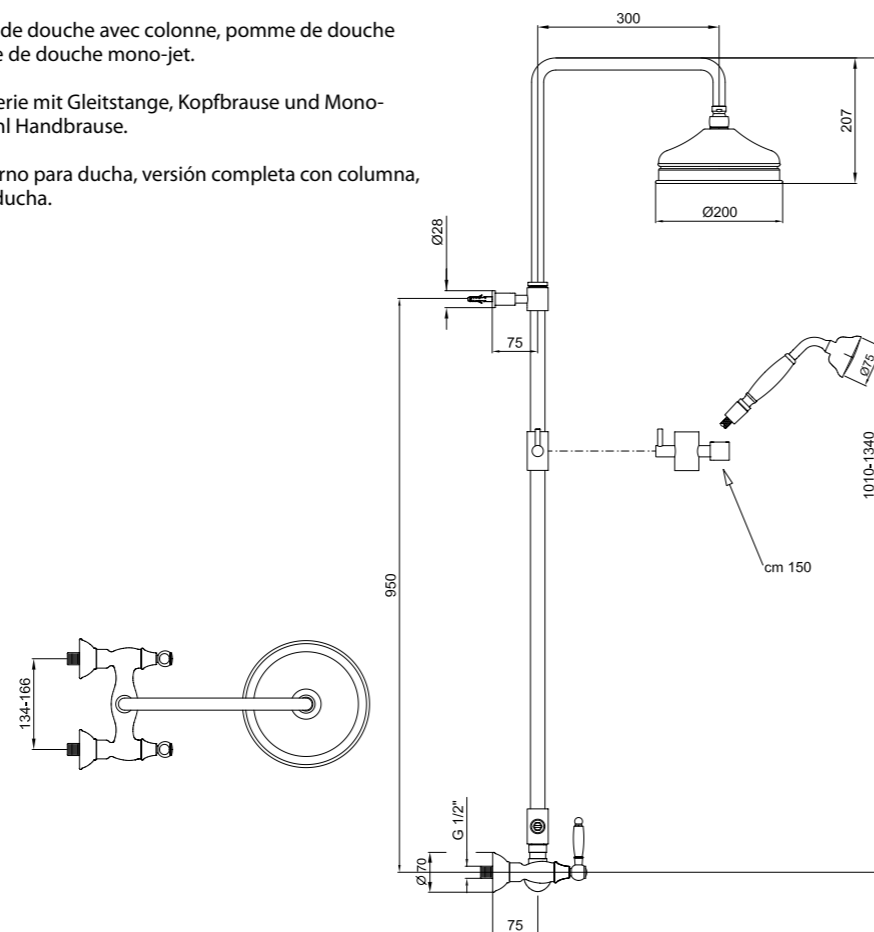 de douche avec colonne, pomme de douche
de douche mono-jet.
erie mit Gleitstange, Kopfbrause und Mono-
hl Handbrause.
rno para ducha, versión completa con columna,
ducha.
300
207
Ø200
Ø28
75
Ø75
1010-1340
cm 150
950
134-166
G 1/2"
Ø 70
75